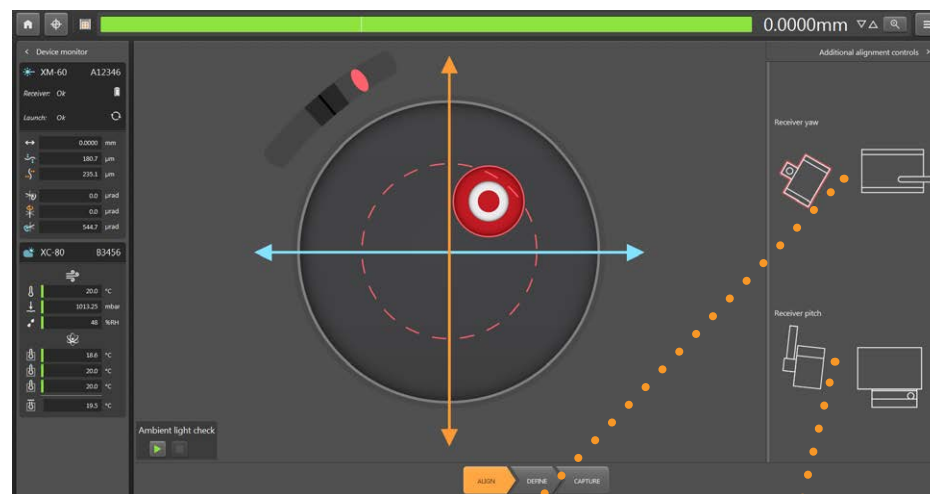 0.0000mm
Device monitor
Additional alignment controls
XM-60 A12346
Receiver: Ok
Launch: Ok
0.0000 mm
180.7 µm
235.1 µm
0.0 µrad
0.0 µrad
544.7 µrad
XC-80 B3456
20.0 °C
1013.25 mbar
48 %RH
18.6 °C
20.0 °C
20.0 °C
19.5 °C
Receiver yaw
Receiver pitch
Ambient light check
ALIGN DEFINE CAPTURE